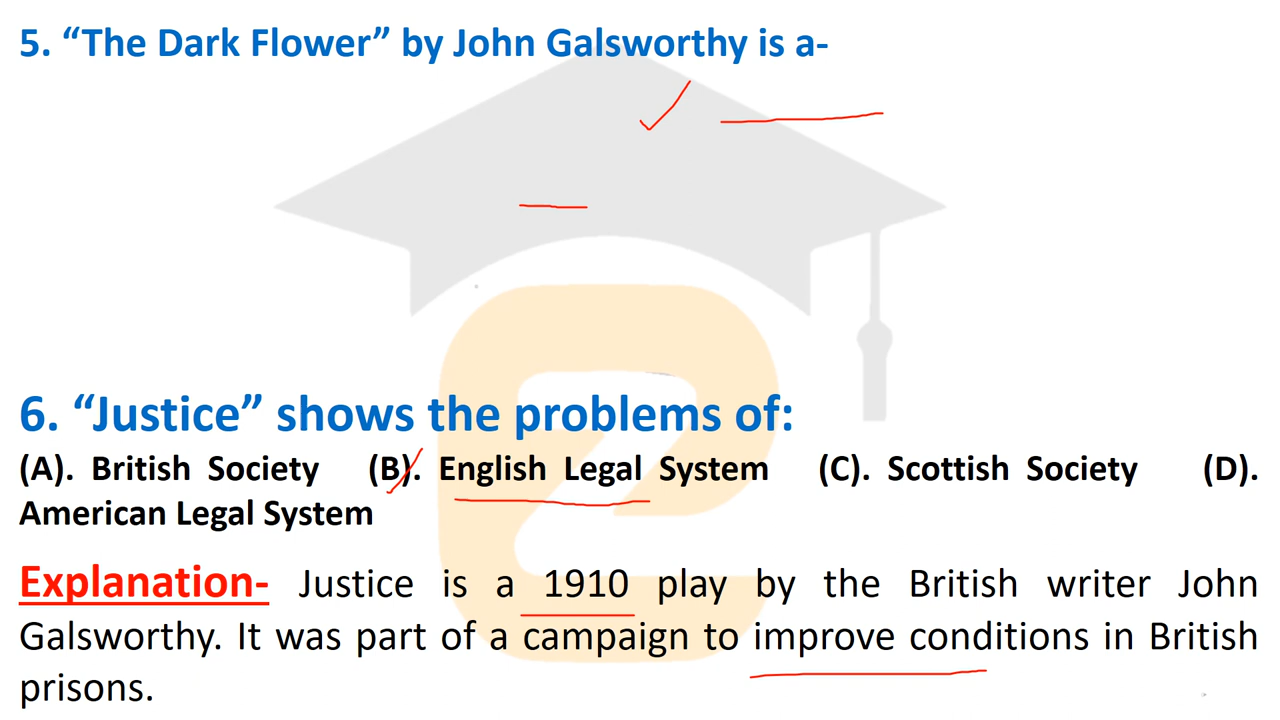 5. “The Dark Flower” by John Galsworthy is a-
6. “Justice” shows the problems of:
(A). British Society (B). English Legal System (C). Scottish Society (D).
American Legal System
Explanation- Justice is a 1910 play by the British writer John
Galsworthy. It was part of a campaign to improve conditions in British
prisons.